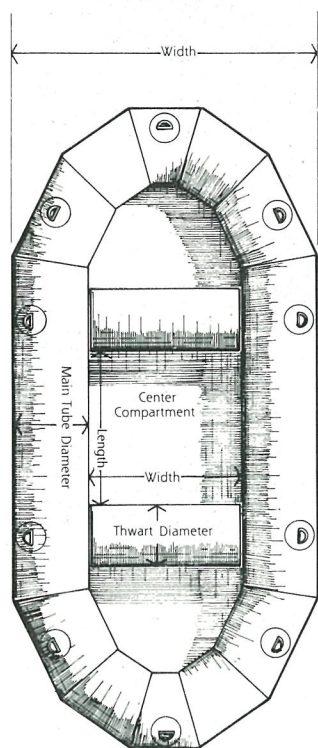 Width
Center
Compartment
Main Tube Diameter
Length
Width
Thwart Diameter